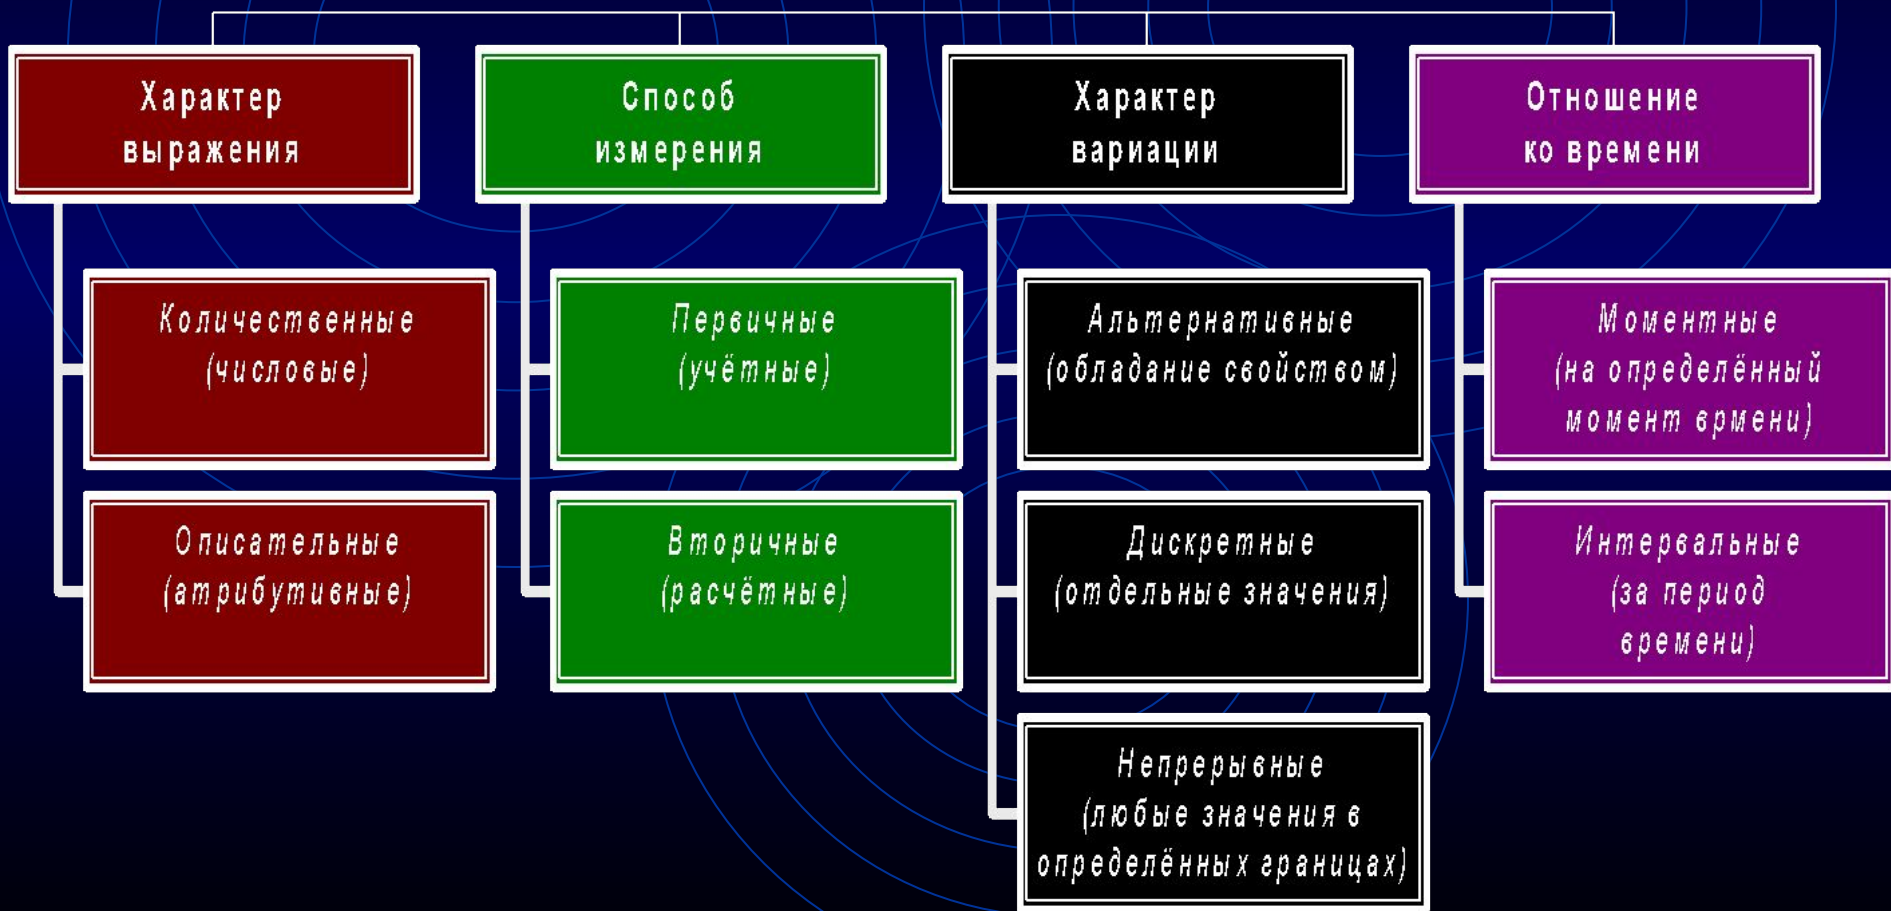 Характер
выражения
Количественные
(числовые)
Описательные
(атрибутивные)
Способ
измерения
Первичные
(учётные)
Вторичные
(расчётные)
Характер
вариации
Альтернативные
(обладание свойством)
Дискретные
(отдельные значения)
Непрерывные
(любые значения в
определённых границах)
Отношение
ко времени
Моментные
(на определённый
момент врмени)
Интервальные
(за период
времени)